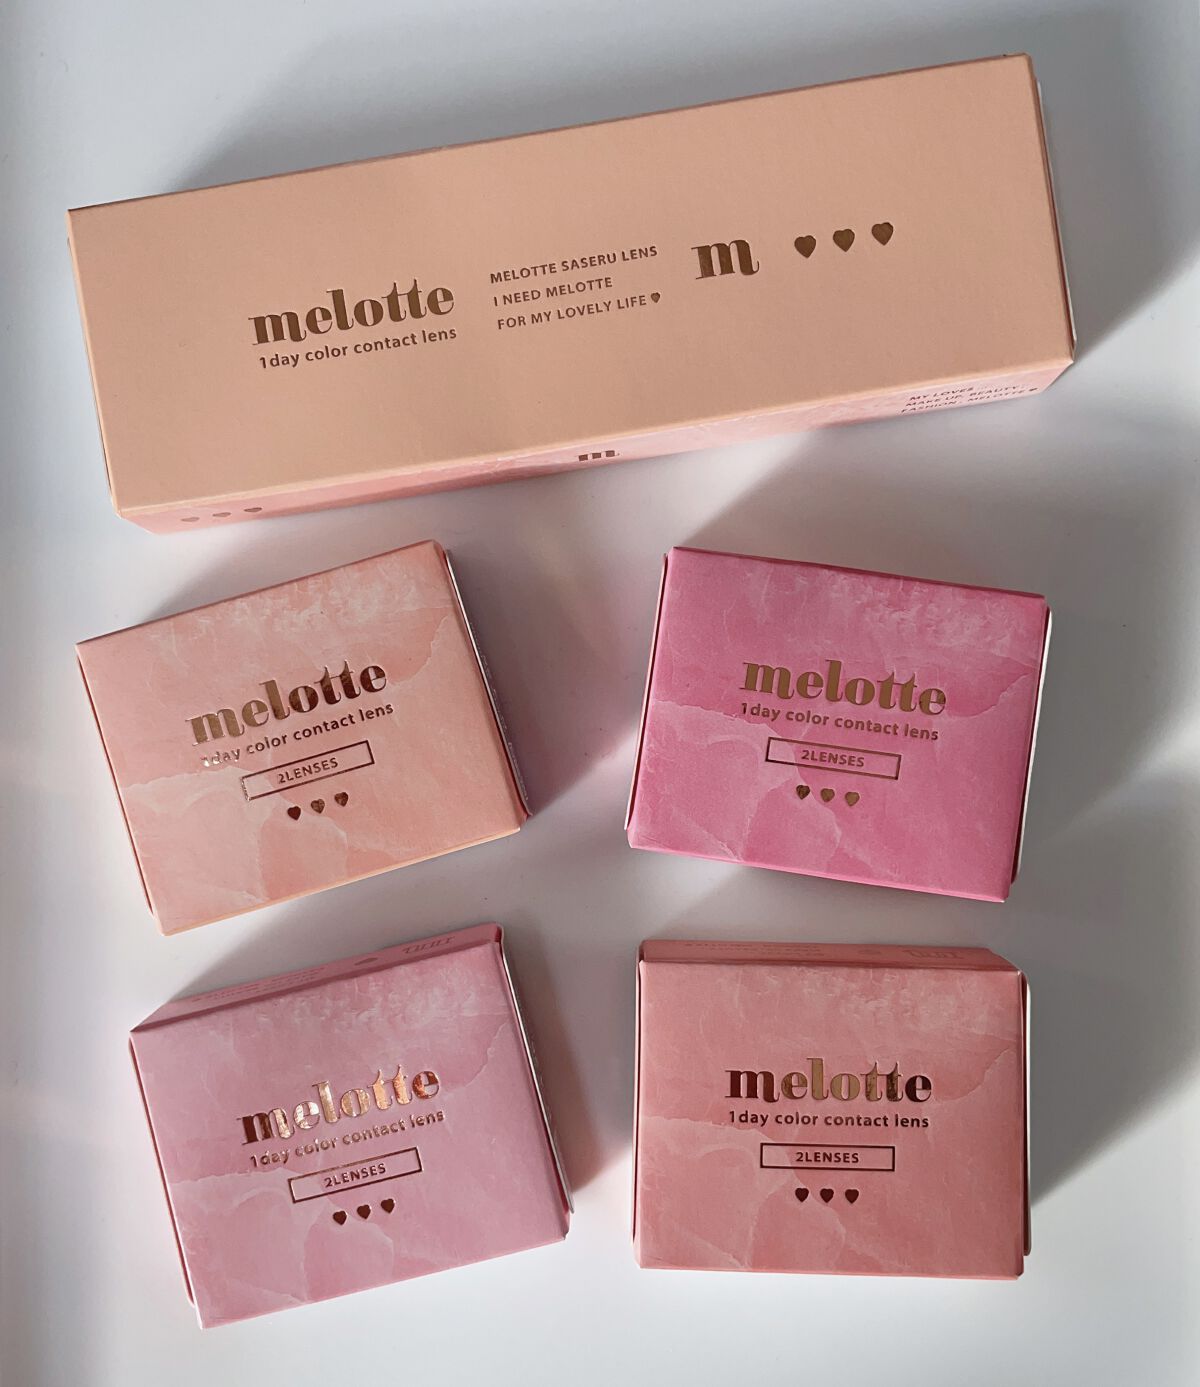 melotte
1day color contact lens
MELOTTE SASERU LENS
I NEED MELOTTE
FOR MY LOVELY LIFE
m
MY LOVES
MAKE UP, BEAUTY,
FASHION, MELOTTE
m
melotte
1day color contact lens
2LENSES
melotte
1day color contact lens
2LENSES
melotte
1day color contact lens
2LENSES
melotte
1day color contact lens
2LENSES